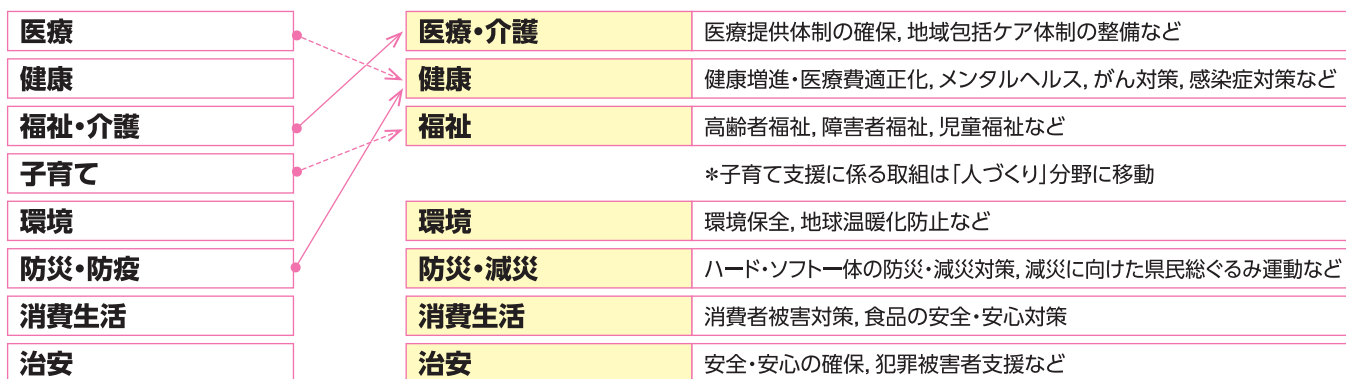 医療 医療・介護 医療提供体制の確保, 地域包括ケア体制の整備など
健康 健康 健康増進・医療費適正化, メンタルヘルス, がん対策, 感染症対策など
福祉・介護 福祉 高齢者福祉, 障害者福祉, 児童福祉など
子育て ＊子育て支援に係る取組は「人づくり」分野に移動
環境 環境 環境保全, 地球温暖化防止など
防災・防疫 防災・減災 ハード・ソフト一体の防災・減災対策, 減災に向けた県民総ぐるみ運動など
消費生活 消費生活 消費者被害対策, 食品の安全・安心対策
治安 治安 安全・安心の確保, 犯罪被害者支援など